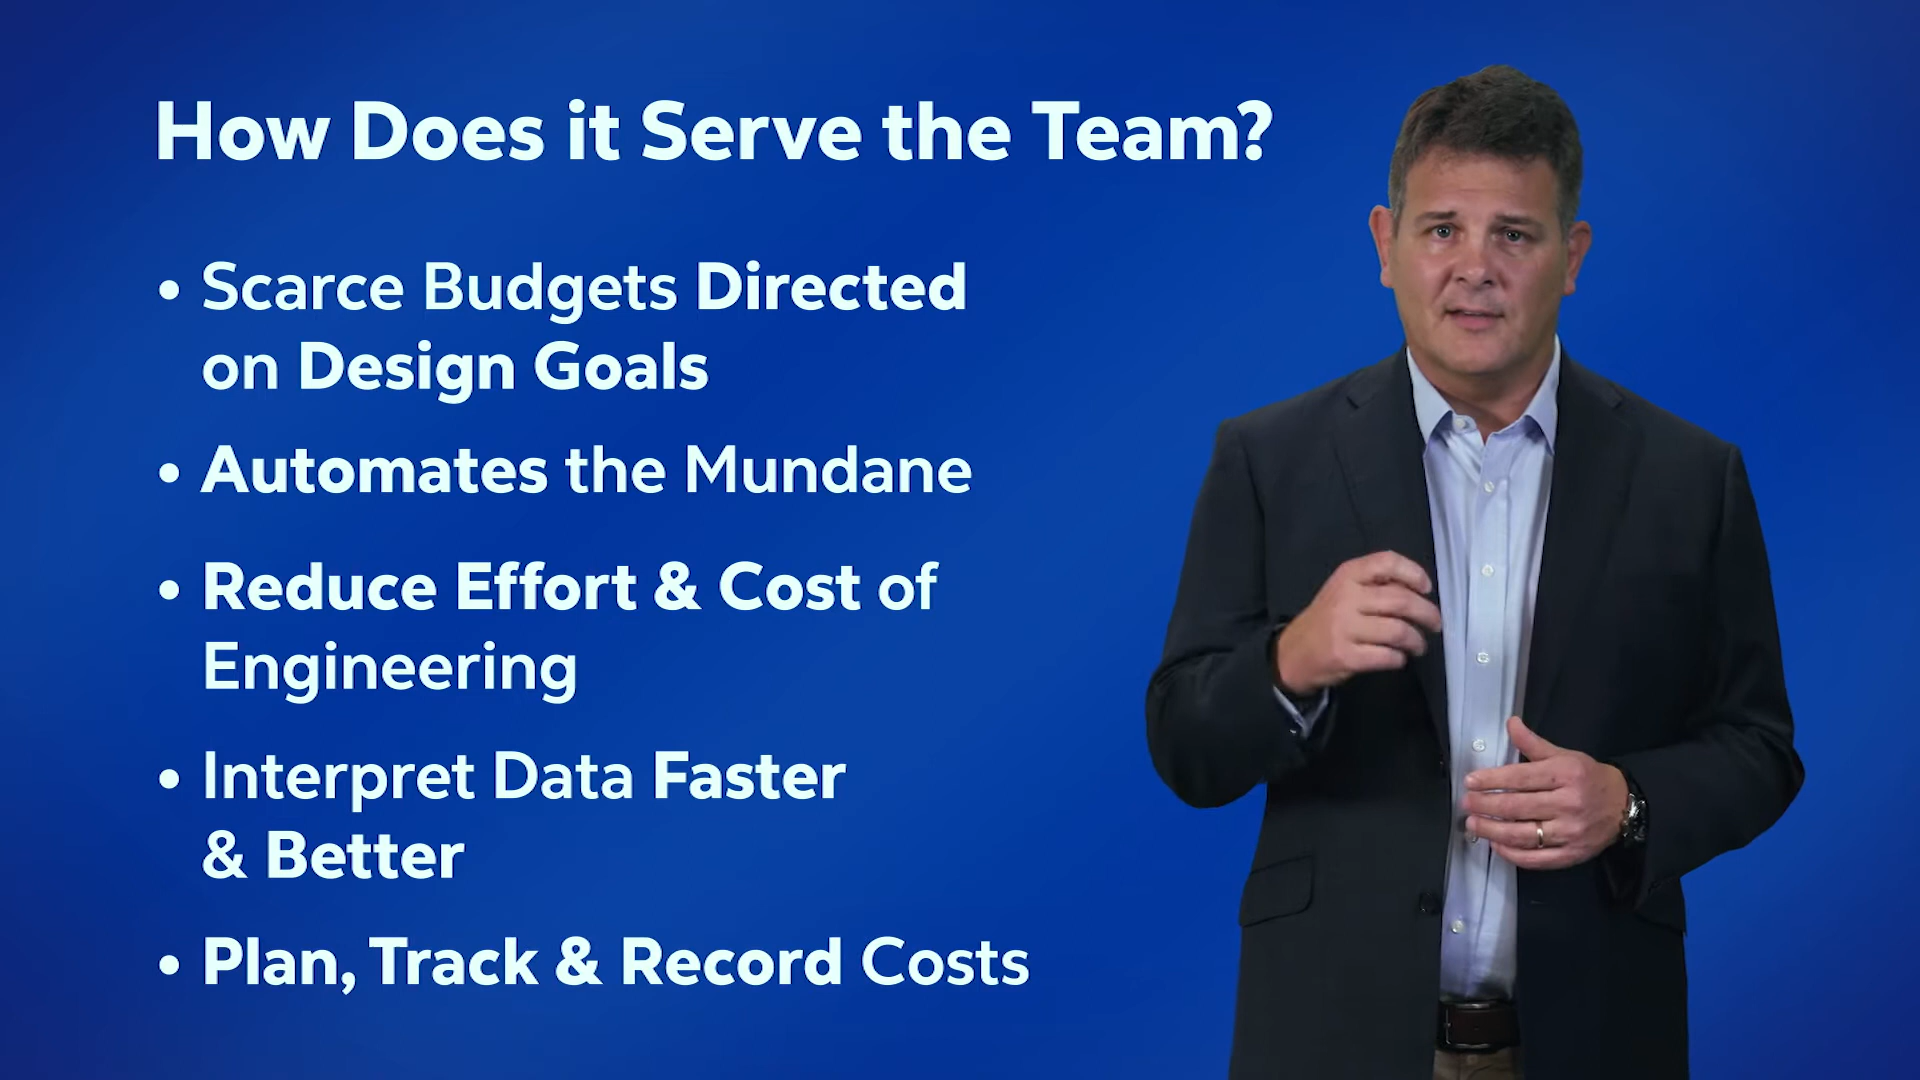 How Does it Serve the Team?
• Scarce Budgets Directed
on Design Goals
• Automates the Mundane
• Reduce Effort & Cost of
Engineering
• Interpret Data Faster
& Better
• Plan, Track & Record Costs